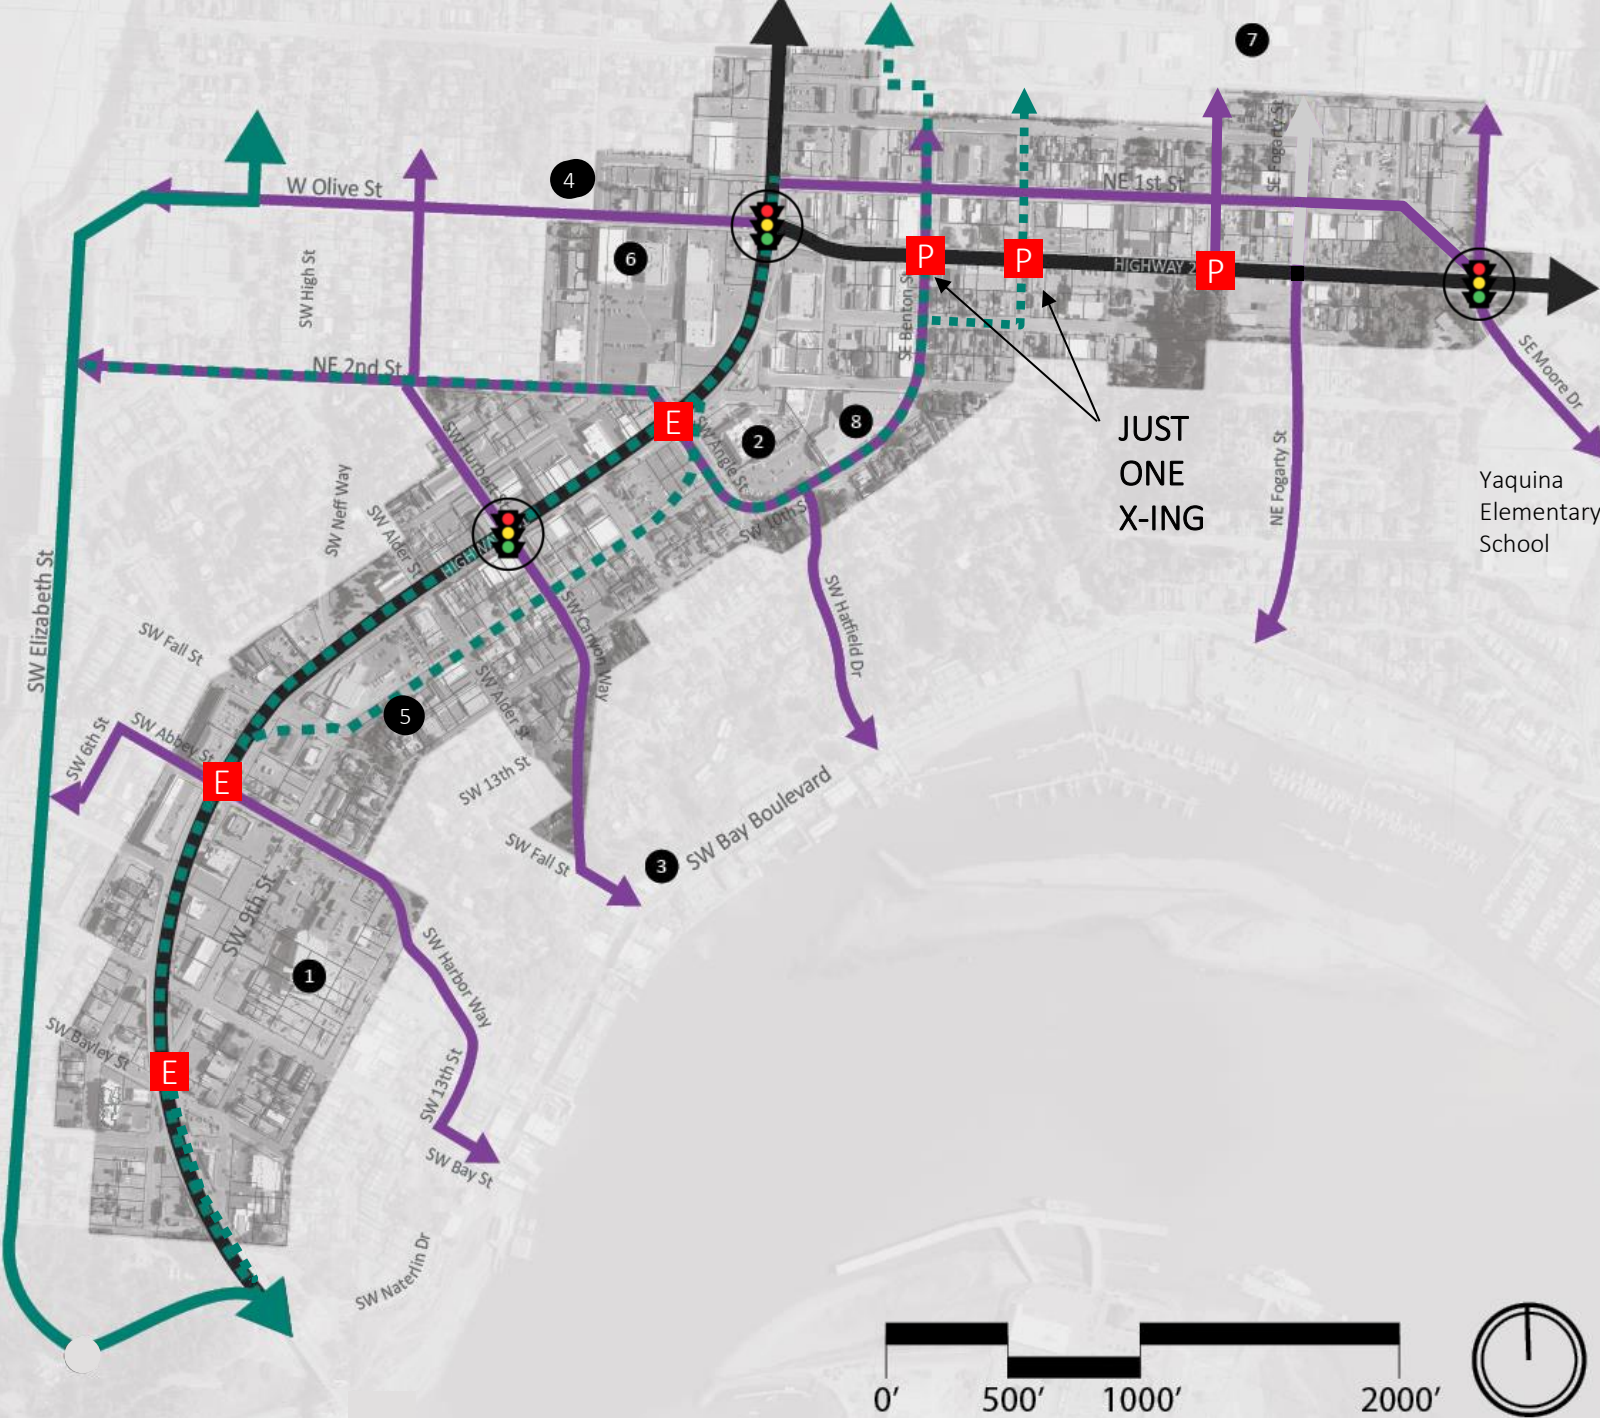 7
4
W Olive St
NE 1st St
SE Fogarty St
6
SW High St
P
P
P
HIGHWAY 2
SE Benton St
NE 2nd St
SE Moore Dr
E
2
8
SW Angle St
JUST
ONE
X-ING
SW Hurbert St
SW Neff Way
SW Alder St
SW 10th S
NE Fogarty St
Yaquina
Elementary
School
HIGHWA
SW Elizabeth St
SW Fall St
SW Canyon Way
SW Hatfield Dr
SW Alder St
5
SW 6th St
SW Abbey St
E
SW 13th St
SW Bay Boulevard
SW Fall St
3
SW 9th St
SW Harbor Way
1
SW Bayley St
E
SW 13th St
SW Bay St
SW Naterlin Dr
0' 500' 1000' 2000'